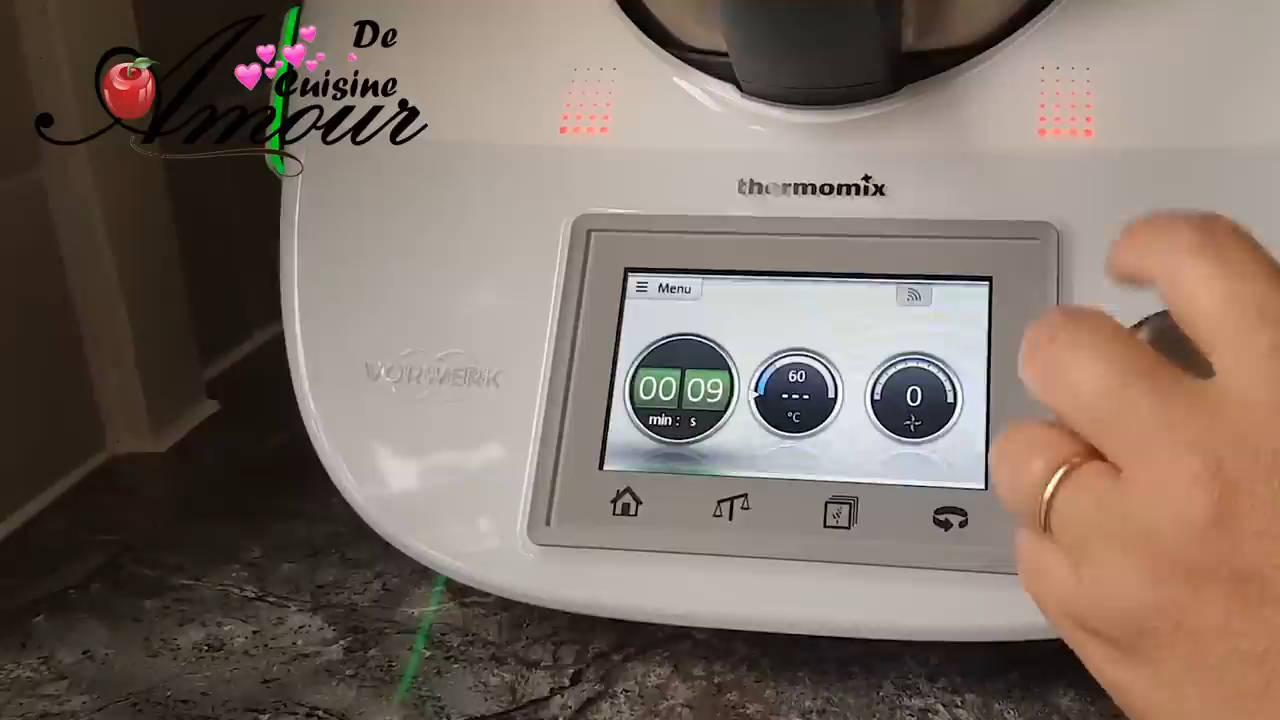 Amour
De
Cuisine
thermomix
VORWERK
Menu
00 09
min : s
60
---
°C
0